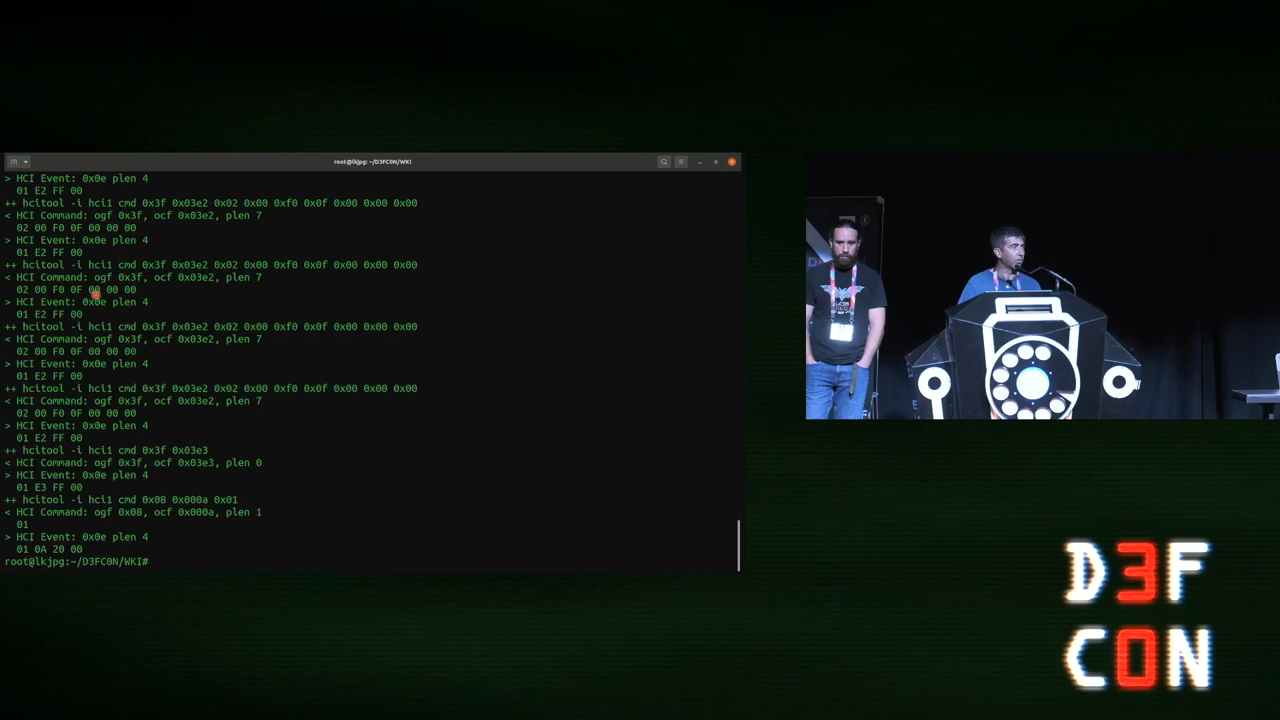 root@lkjpg: ~/D3FC0N/WKI
> HCI Event: 0x0e plen 4
01 E2 FF 00
++ hcitool -i hci1 cmd 0x3f 0x03e2 0x02 0x00 0xf0 0x0f 0x00 0x00 0x00
< HCI Command: ogf 0x3f, ocf 0x03e2, plen 7
02 00 F0 0F 00 00 00
> HCI Event: 0x0e plen 4
01 E2 FF 00
++ hcitool -i hci1 cmd 0x3f 0x03e2 0x02 0x00 0xf0 0x0f 0x00 0x00 0x00
< HCI Command: ogf 0x3f, ocf 0x03e2, plen 7
02 00 F0 0F 00 00 00
> HCI Event: 0x0e plen 4
01 E2 FF 00
++ hcitool -i hci1 cmd 0x3f 0x03e2 0x02 0x00 0xf0 0x0f 0x00 0x00 0x00
< HCI Command: ogf 0x3f, ocf 0x03e2, plen 7
02 00 F0 0F 00 00 00
> HCI Event: 0x0e plen 4
01 E2 FF 00
++ hcitool -i hci1 cmd 0x3f 0x03e2 0x02 0x00 0xf0 0x0f 0x00 0x00 0x00
< HCI Command: ogf 0x3f, ocf 0x03e2, plen 7
02 00 F0 0F 00 00 00
> HCI Event: 0x0e plen 4
01 E2 FF 00
++ hcitool -i hci1 cmd 0x3f 0x03e3
< HCI Command: ogf 0x3f, ocf 0x03e3, plen 0
> HCI Event: 0x0e plen 4
01 E3 FF 00
++ hcitool -i hci1 cmd 0x08 0x000a 0x01
< HCI Command: ogf 0x08, ocf 0x000a, plen 1
01
> HCI Event: 0x0e plen 4
01 0A 20 00
root@lkjpg:~/D3FC0N/WKI#
D3F
C0N